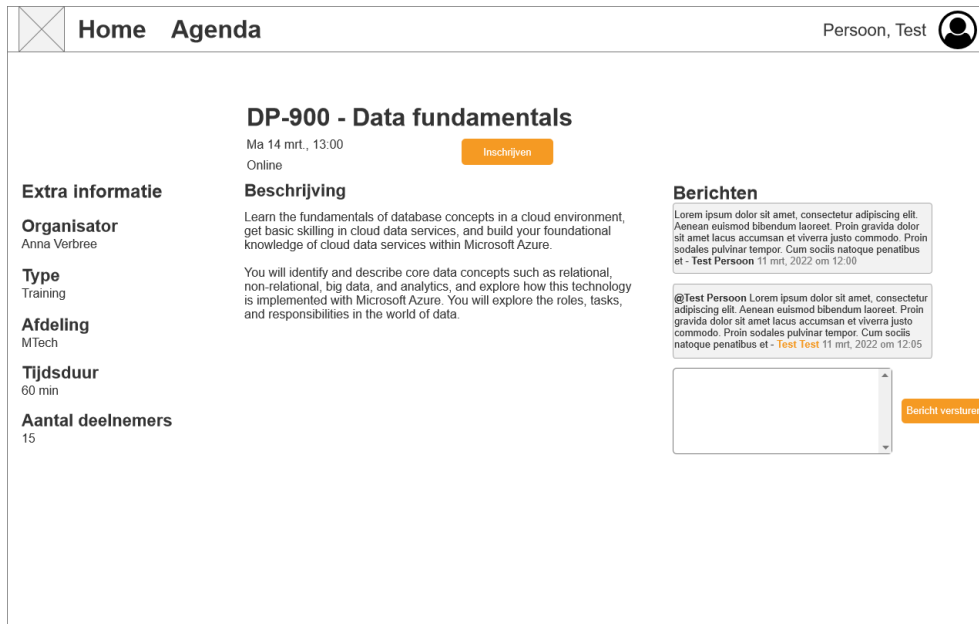 Home Agenda
Persoon, Test
DP-900 - Data fundamentals
Ma 14 mrt., 13:00
Online
Inschrijven
Extra informatie
Organisator
Anna Verbree
Type
Training
Afdeling
MTech
Tijdsduur
60 min
Aantal deelnemers
15
Beschrijving
Learn the fundamentals of database concepts in a cloud environment,
get basic skilling in cloud data services, and build your foundational
knowledge of cloud data services within Microsoft Azure.
You will identify and describe core data concepts such as relational,
non-relational, big data, and analytics, and explore how this technology
is implemented with Microsoft Azure. You will explore the roles, tasks,
and responsibilities in the world of data.
Berichten
Lorem ipsum dolor sit amet, consectetur adipiscing elit.
Aenean euismod bibendum laoreet. Proin gravida dolor
sit amet lacus accumsan et viverra justo commodo. Proin
sodales pulvinar tempor. Cum sociis natoque penatibus
et - Test Persoon 11 mrt, 2022 om 12:00
@Test Persoon Lorem ipsum dolor sit amet, consectetur
adipiscing elit. Aenean euismod bibendum laoreet. Proin
gravida dolor sit amet lacus accumsan et viverra justo
commodo. Proin sodales pulvinar tempor. Cum sociis
natoque penatibus et - Test Test 11 mrt, 2022 om 12:05
Bericht versturen